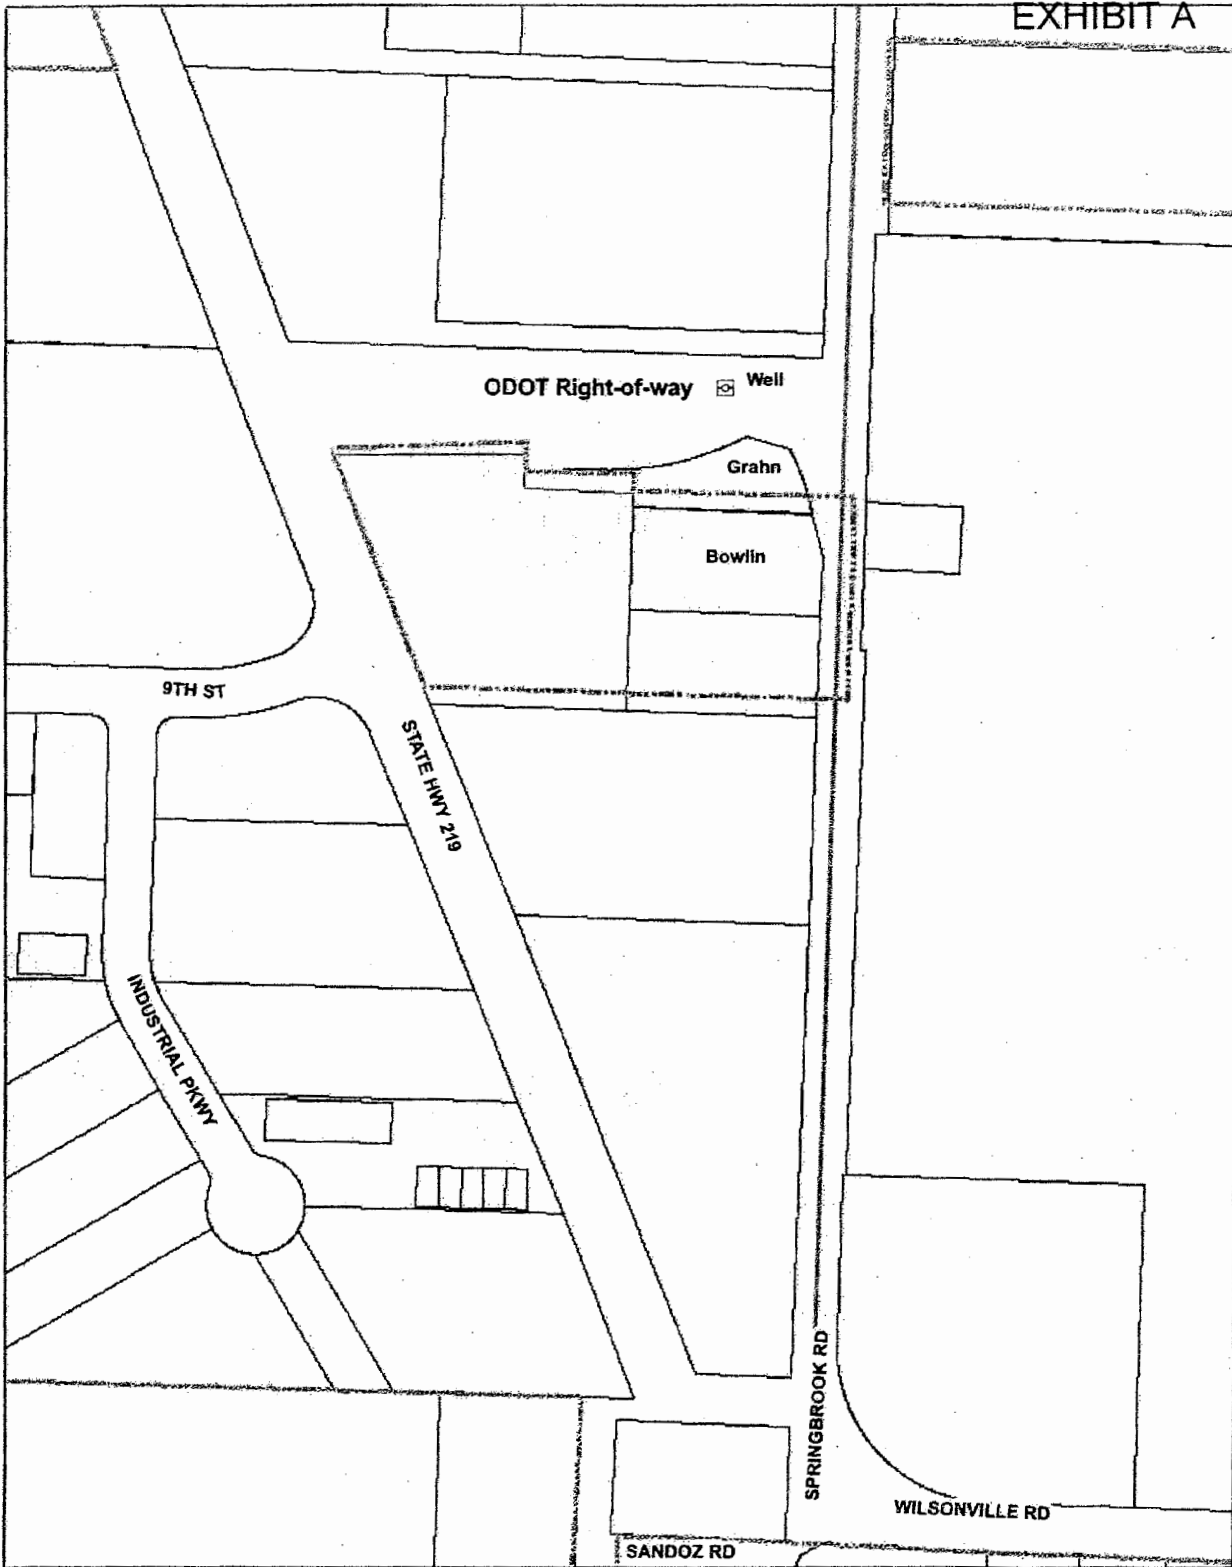 EXHIBIT A
ODOT Right-of-way
Well
Grahn
Bowlin
9TH ST
STATE HWY 219
INDUSTRIAL PKWY
SPRINGBROOK RD
WILSONVILLE RD
SANDOZ RD